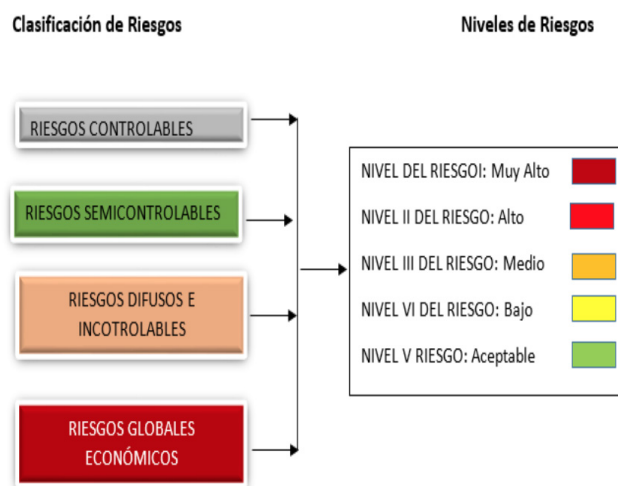 Clasificación de Riesgos
Niveles de Riesgos
RIESGOS CONTROLABLES
RIESGOS SEMICONTROLABLES
RIESGOS DIFUSOS E
INCOTROLABLES
RIESGOS GLOBALES
ECONÓMICOS
NIVEL DEL RIESGOI: Muy Alto
NIVEL II DEL RIESGO: Alto
NIVEL III DEL RIESGO: Medio
NIVEL VI DEL RIESGO: Bajo
NIVEL V RIESGO: Aceptable